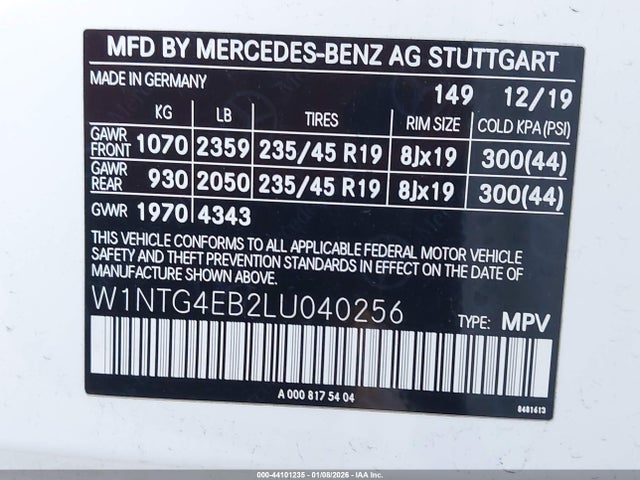 MFD BY MERCEDES-BENZ AG STUTTGART
MADE IN GERMANY 149 12/19
KG LB TIRES RIM SIZE COLD KPA(PSI)
GAWR FRONT 1070 2359 235/45 R19 8Jx19 300(44)
GAWR REAR 930 2050 235/45 R19 8Jx19 300(44)
GVWR 1970 4343
THIS VEHICLE CONFORMS TO ALL APPLICABLE FEDERAL MOTOR VEHICLE
SAFETY AND THEFT PREVENTION STANDARDS IN EFFECT ON THE DATE
OF MANUFACTURE SHOWN ABOVE.
W1NTG4EB2LU040256 TYPE: MPV
A 000 817 54 04 0481613
000-44101235 - 01/08/2026 - IAAI.COM